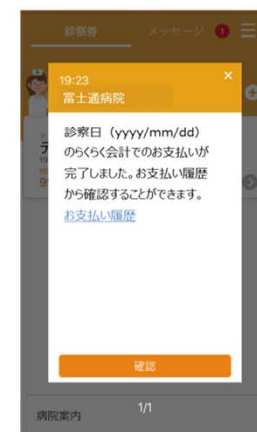 診察券 メッセージ
19:23 ×
富士通病院
診察日（yyyy/mm/dd）
のらくらく会計でのお支払いが
完了しました。お支払い履歴
から確認することができます。
お支払い履歴
確認
1/1
病院案内